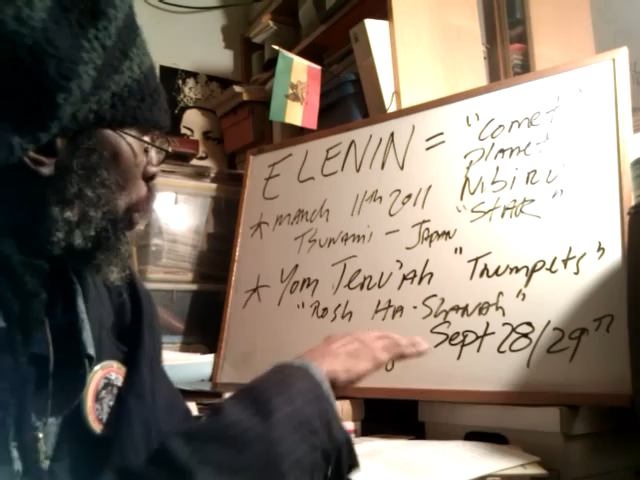 ELENIN = "Comet"
planet
Nibiru
"STAR"
* MARCH 11th 2011
TSUNAMI - JAPAN
* Yom Teru'ah "Trumpets"
"Rosh Ha-Shanah"
Sept 28/29th